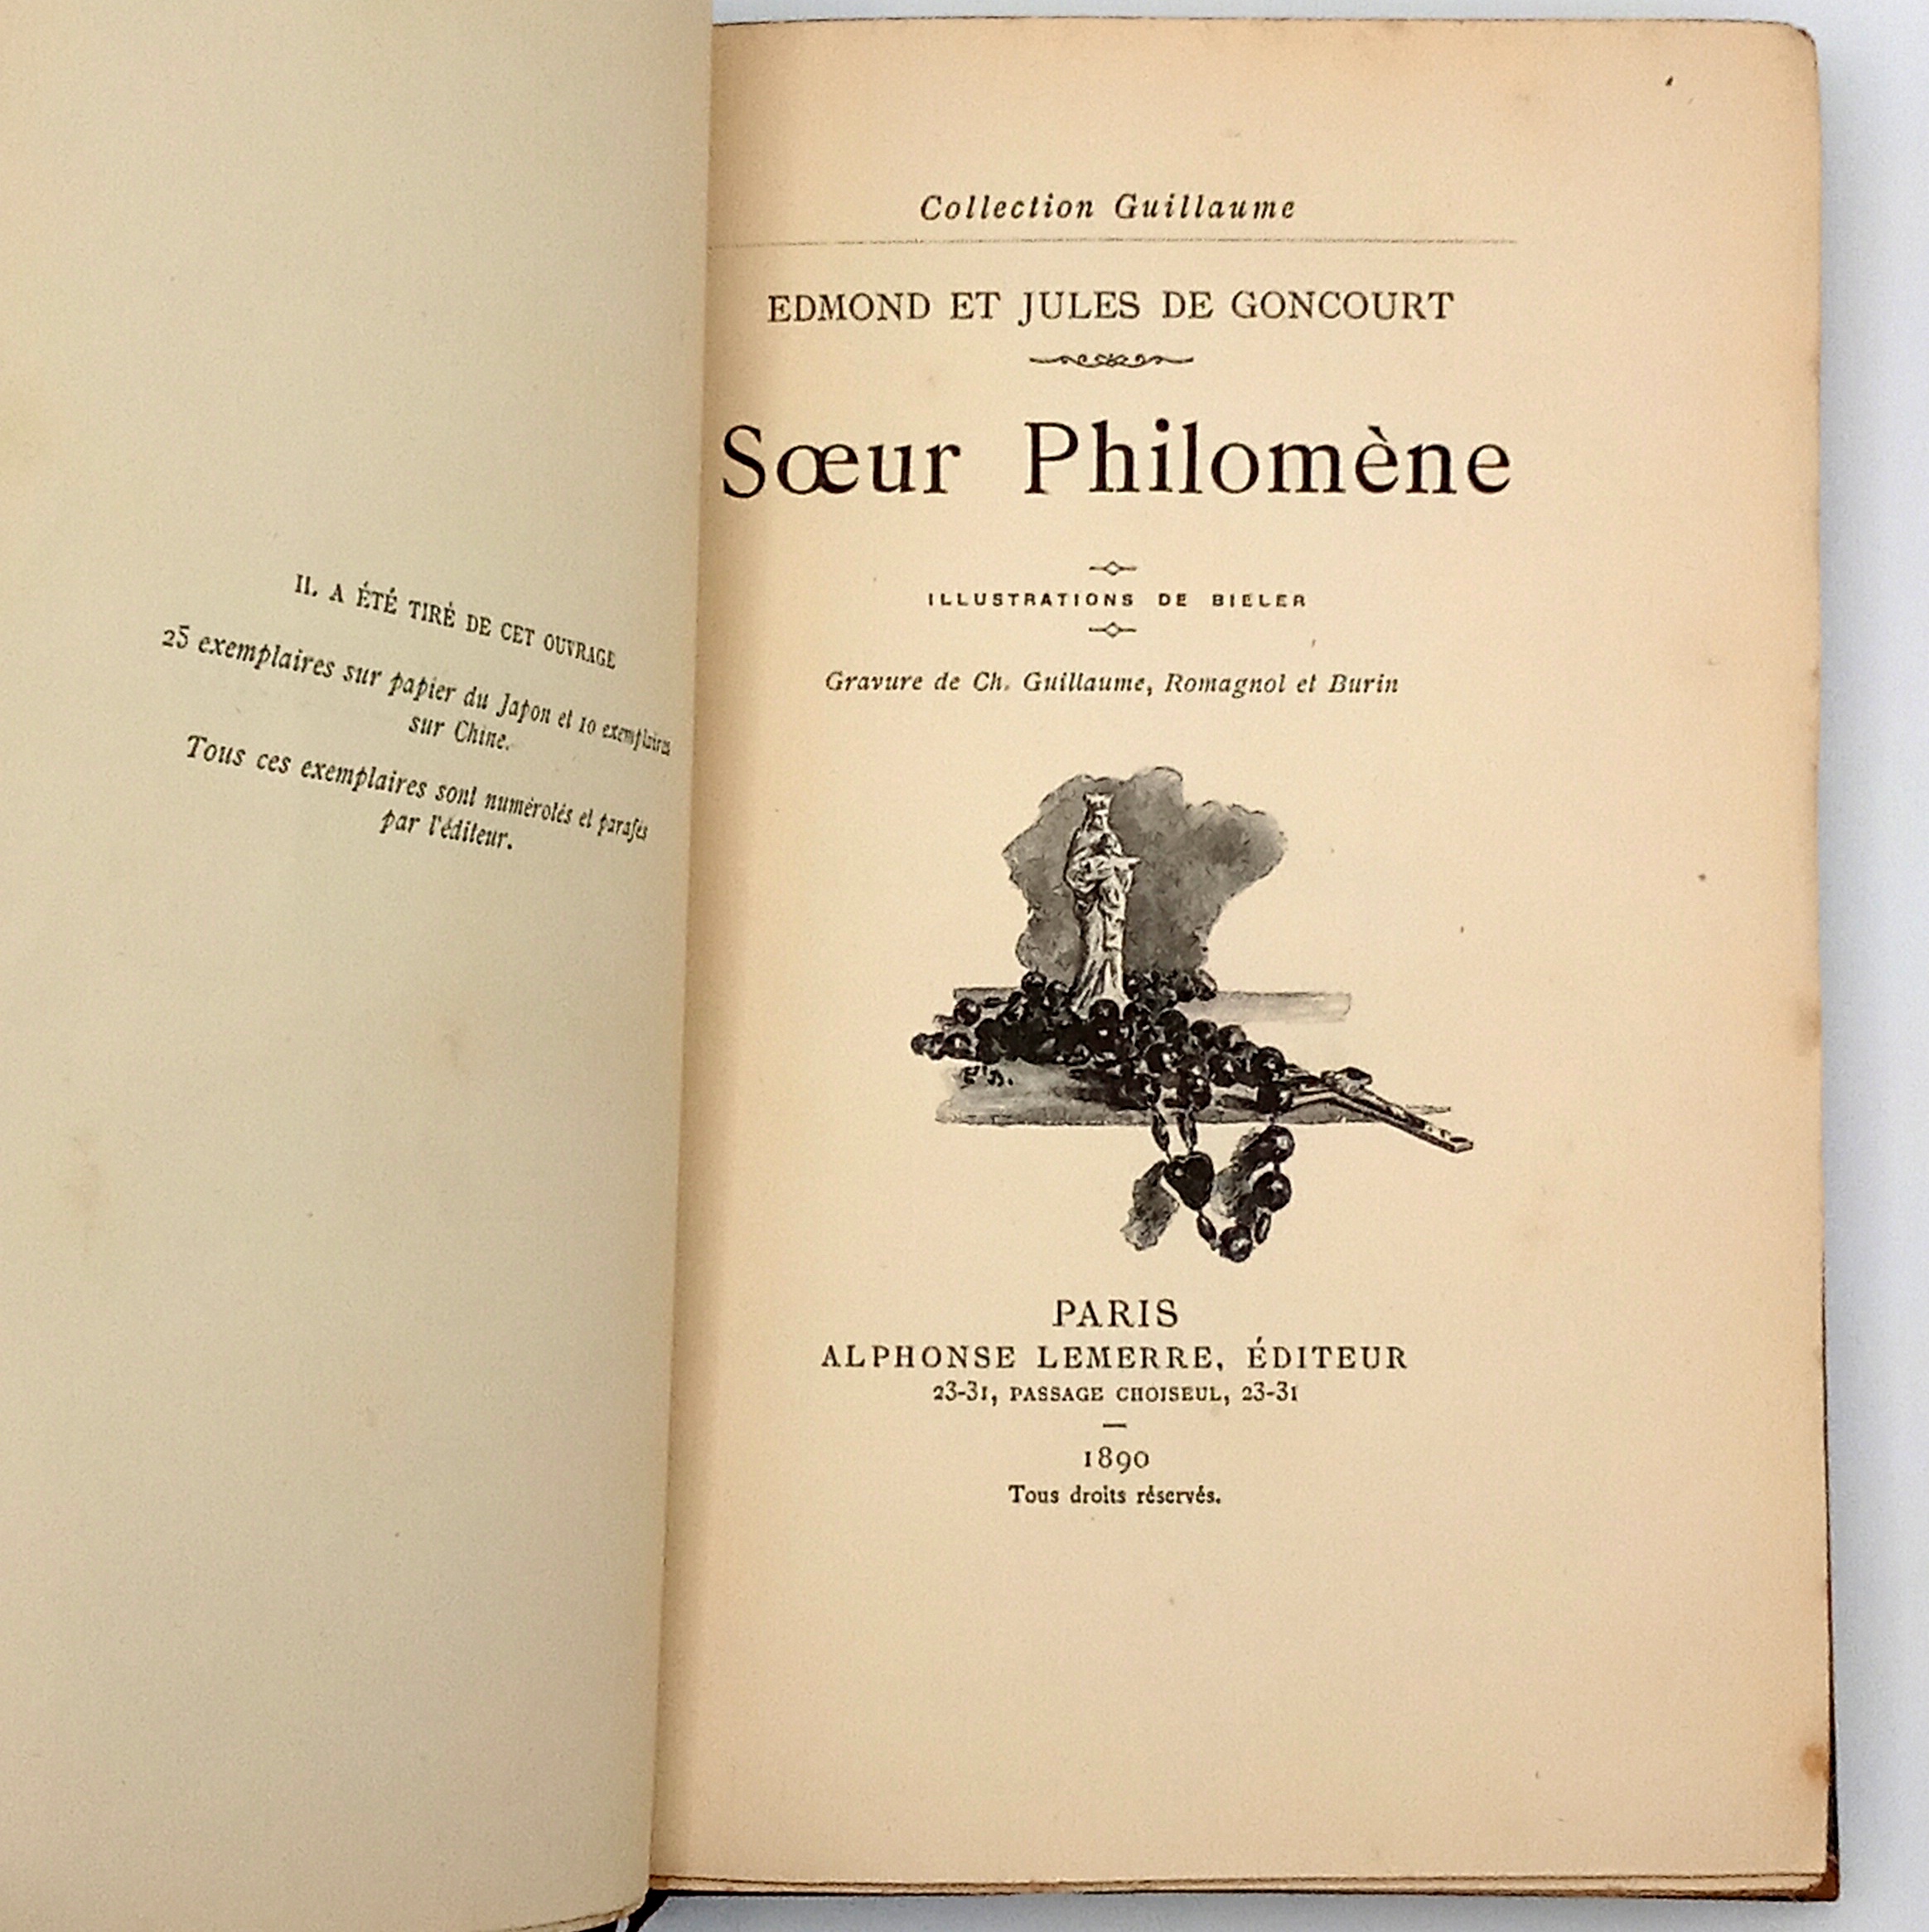 IL A ÉTÉ TIRÉ DE CET OUVRAGE
25 exemplaires sur papier du Japon et 10 exemplaires
sur Chine.
Tous ces exemplaires sont numérotés et parafés
par l'éditeur.
Collection Guillaume
EDMOND ET JULES DE GONCOURT
Sœur Philomène
ILLUSTRATIONS DE BIELER
Gravure de Ch. Guillaume, Romagnol et Burin
PARIS
ALPHONSE LEMERRE, ÉDITEUR
23-31, PASSAGE CHOISEUL, 23-31
1890
Tous droits réservés.